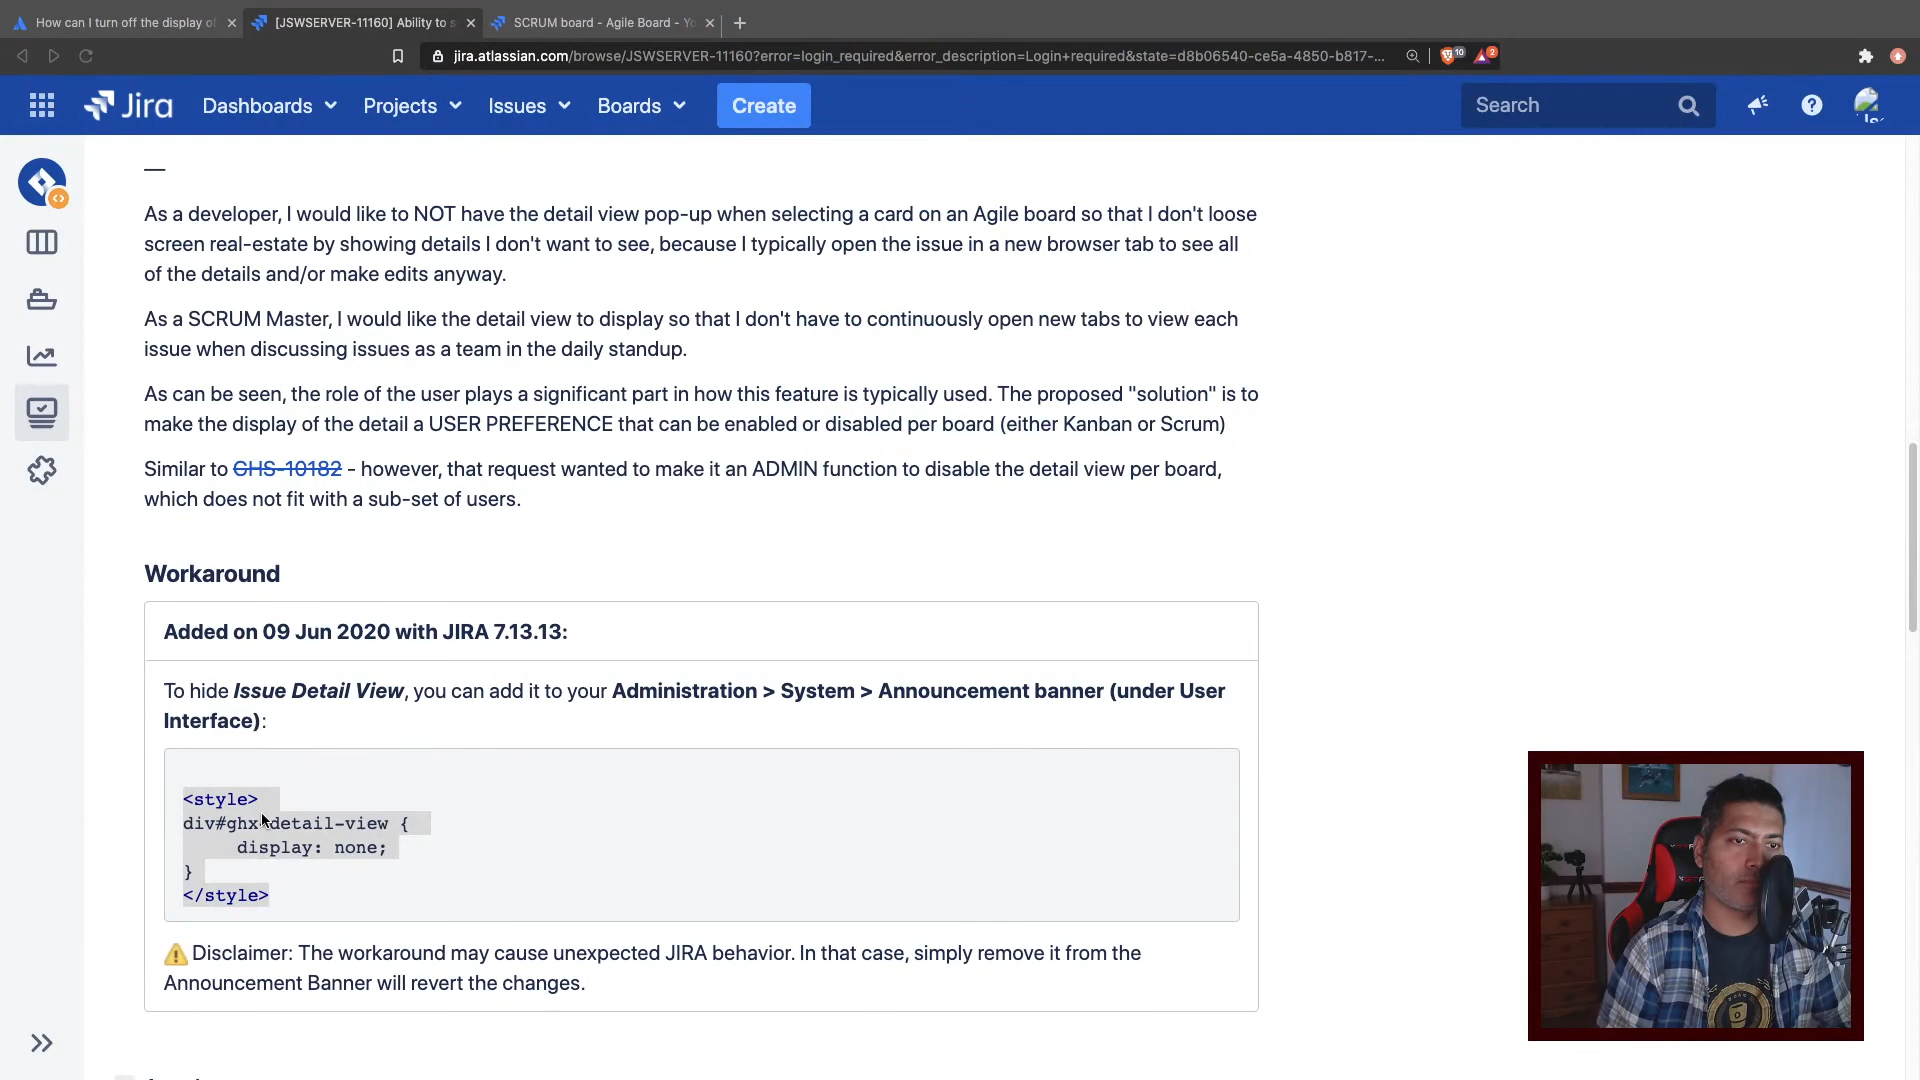 How can I turn off the display of
[JSWSERVER-11160] Ability to s
SCRUM board - Agile Board - Yo
jira.atlassian.com/browse/JSWSERVER-11160?error=login_required&error_description=Login+required&state=d8b06540-ce5a-4850-b817-...
10
2
Jira
Dashboards
Projects
Issues
Boards
Create
Search
—
As a developer, I would like to NOT have the detail view pop-up when selecting a card on an Agile board so that I don't loose
screen real-estate by showing details I don't want to see, because I typically open the issue in a new browser tab to see all
of the details and/or make edits anyway.
As a SCRUM Master, I would like the detail view to display so that I don't have to continuously open new tabs to view each
issue when discussing issues as a team in the daily standup.
As can be seen, the role of the user plays a significant part in how this feature is typically used. The proposed "solution" is to
make the display of the detail a USER PREFERENCE that can be enabled or disabled per board (either Kanban or Scrum)
Similar to GHS-10182 - however, that request wanted to make it an ADMIN function to disable the detail view per board,
which does not fit with a sub-set of users.
Workaround
Added on 09 Jun 2020 with JIRA 7.13.13:
To hide Issue Detail View, you can add it to your Administration > System > Announcement banner (under User
Interface):
<style>
div#ghx-detail-view {
display: none;
}
</style>
Disclaimer: The workaround may cause unexpected JIRA behavior. In that case, simply remove it from the
Announcement Banner will revert the changes.